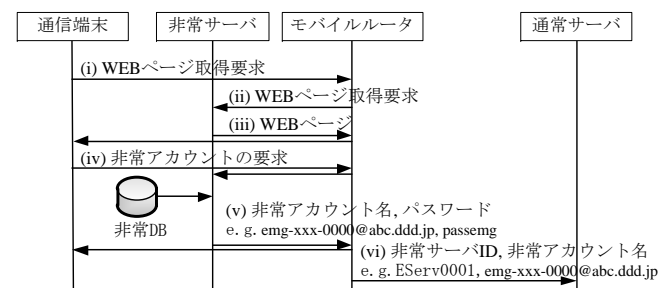 通信端末 非常サーバ モバイルルータ 通常サーバ
(i) WEBページ取得要求
(ii) WEBページ取得要求
(iii) WEBページ
(iv) 非常アカウントの要求
非常DB
(v) 非常アカウント名, パスワード
e.g. emg-xxx-0000@abc.ddd.jp, passemg
(vi) 非常サーバID, 非常アカウント名
e.g. EServ0001, emg-xxx-0000@abc.ddd.jp